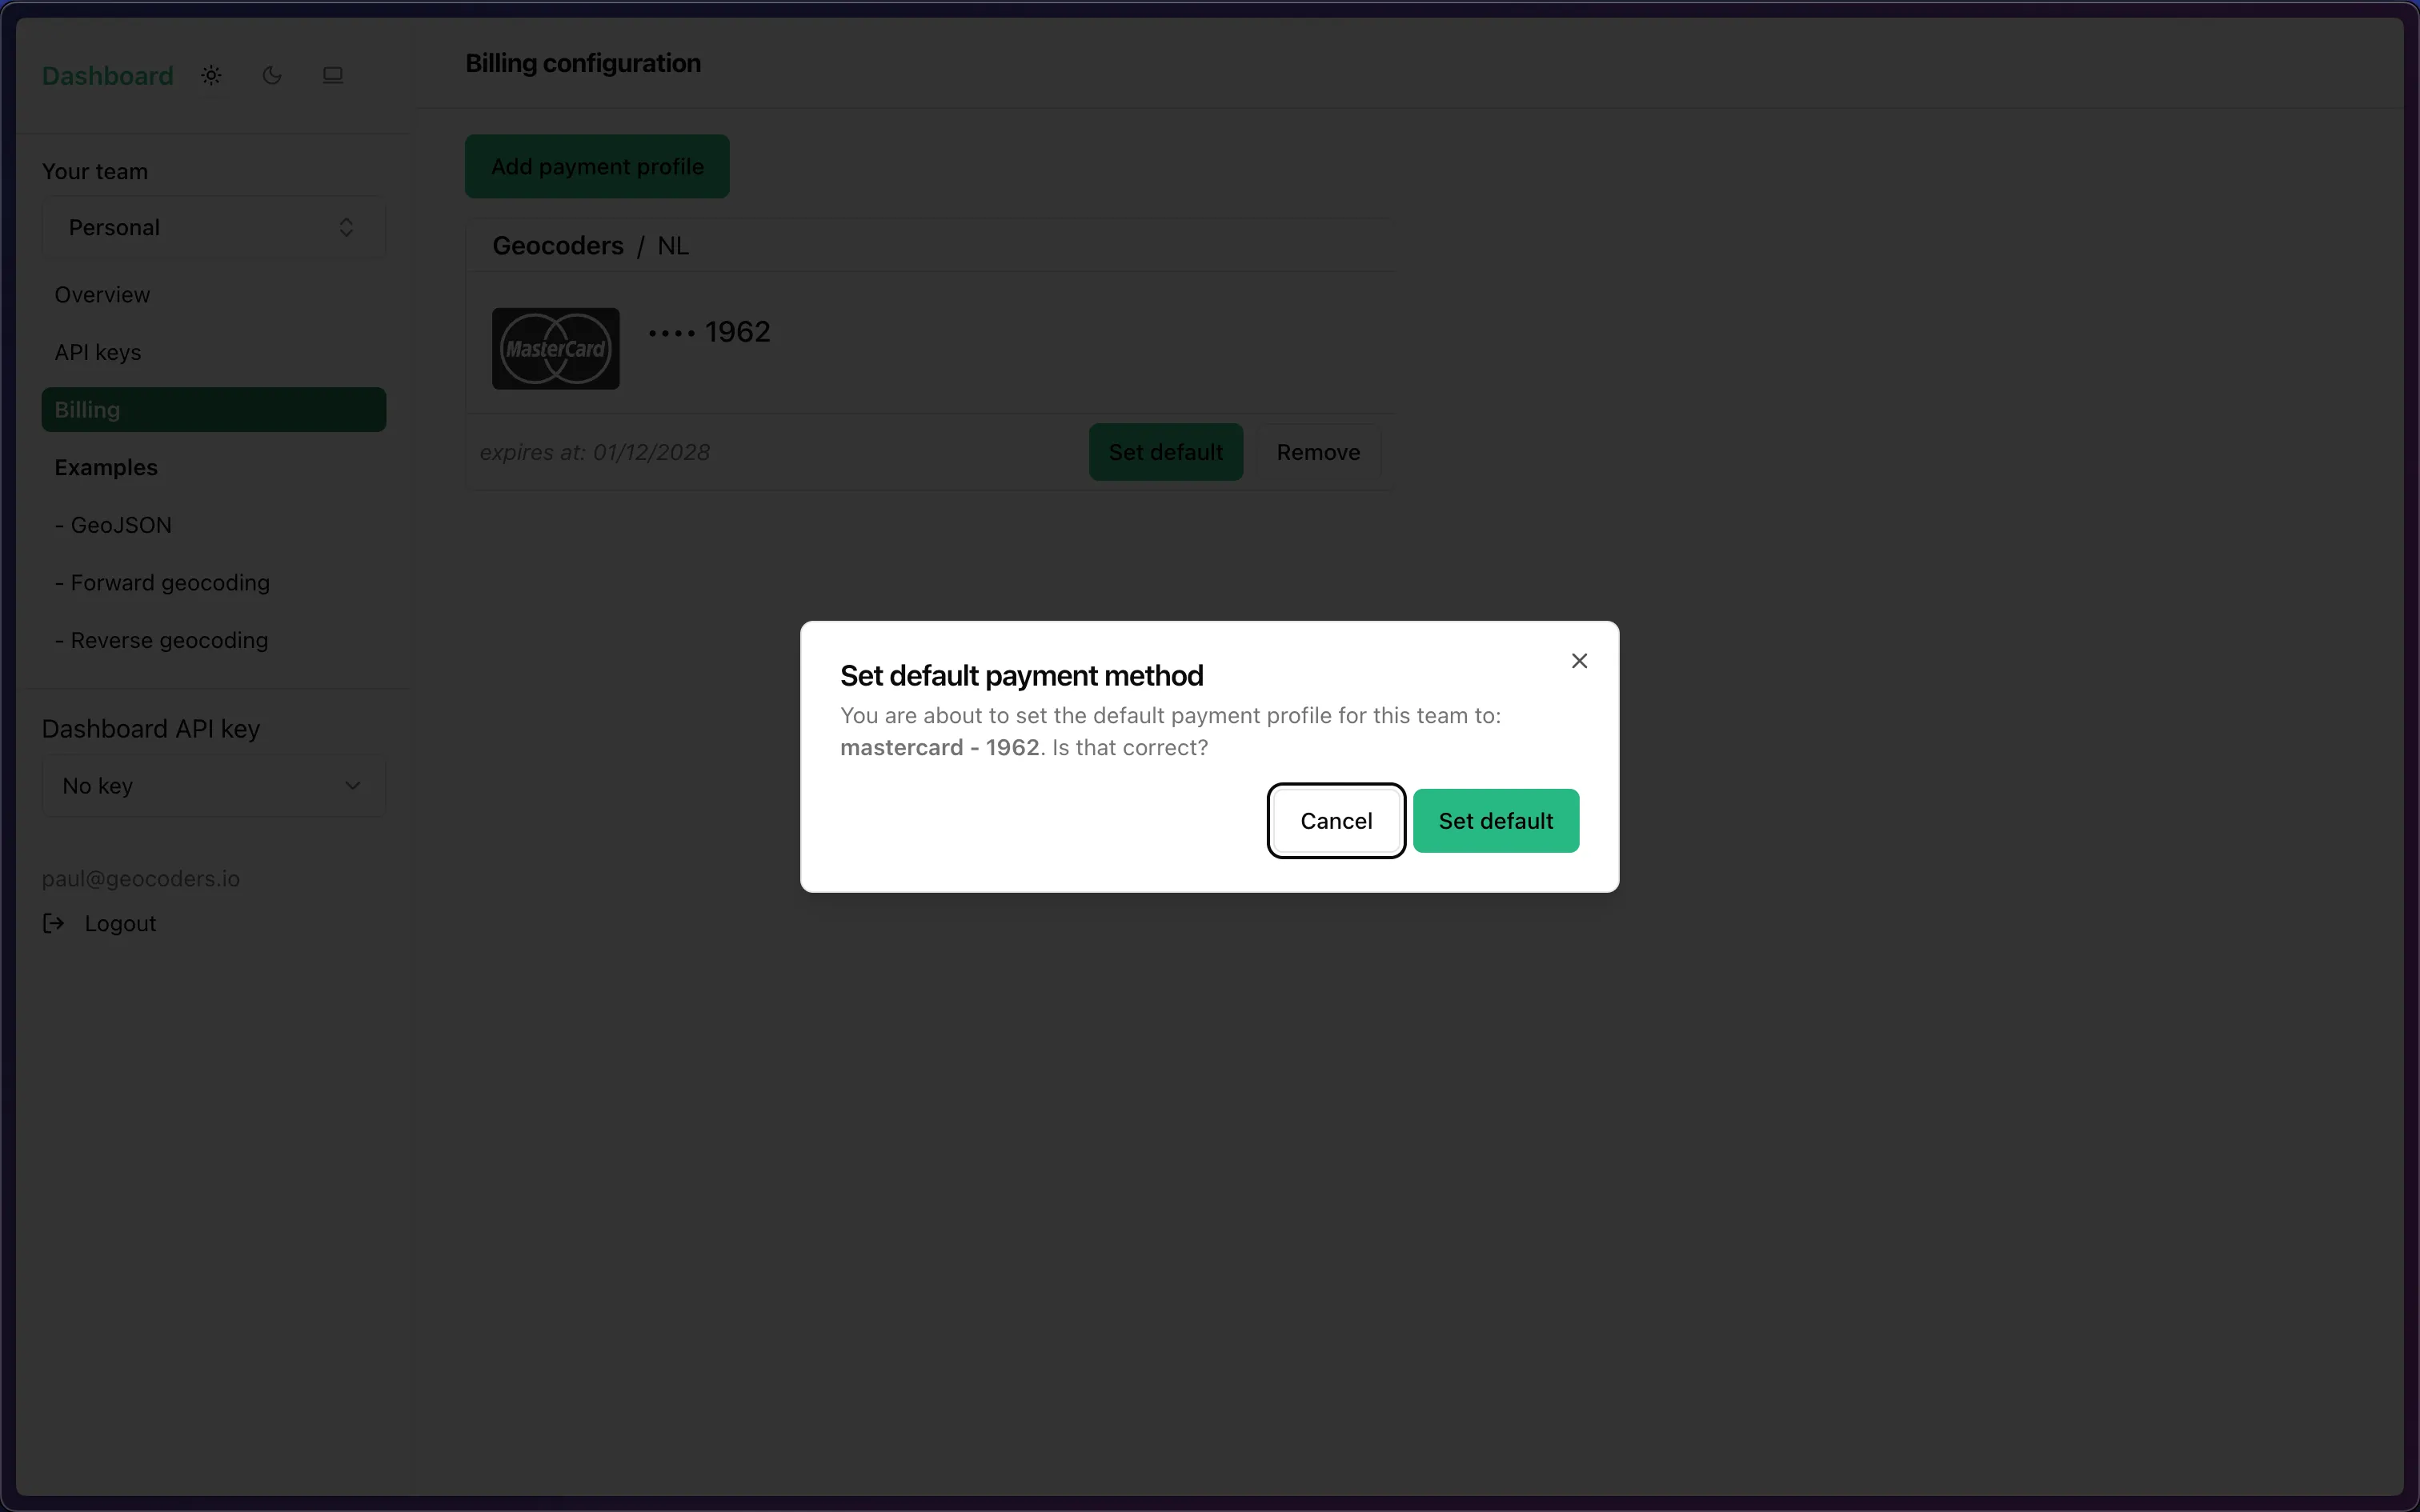 Dashboard
Your team
Personal
Overview
API keys
Billing
Examples
- GeoJSON
- Forward geocoding
- Reverse geocoding
Dashboard API key
No key
paul@geocoders.io
Logout
Billing configuration
Add payment profile
Geocoders / NL
MasterCard
•••• 1962
expires at: 01/12/2028
Set default
Remove
Set default payment method
You are about to set the default payment profile for this team to:
mastercard - 1962. Is that correct?
Cancel
Set default